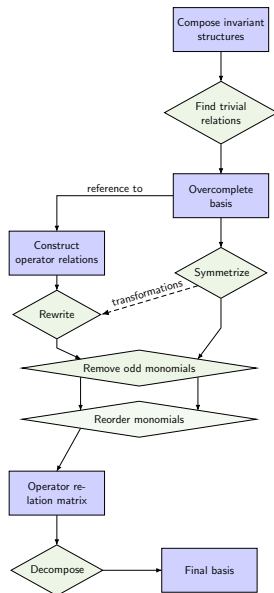 Compose invariant
structures
Find trivial
relations
reference to
Overcomplete
basis
Construct
operator relations
Symmetrize
transformations
Rewrite
Remove odd monomials
Reorder monomials
Operator re-
lation matrix
Decompose
Final basis